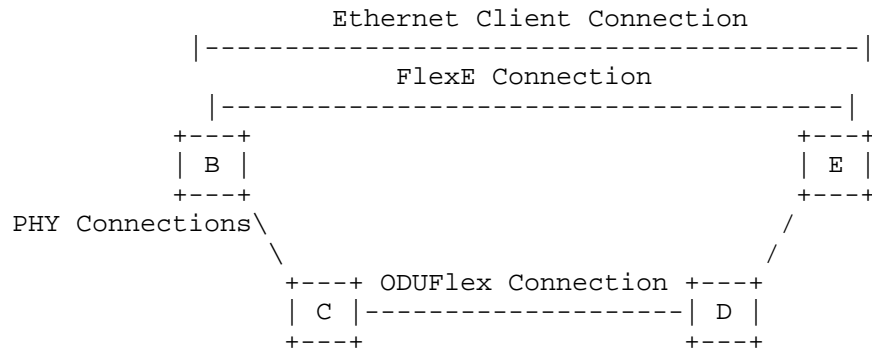 Ethernet Client Connection
FlexE Connection
B E
PHY Connections
ODUFlex Connection
C D